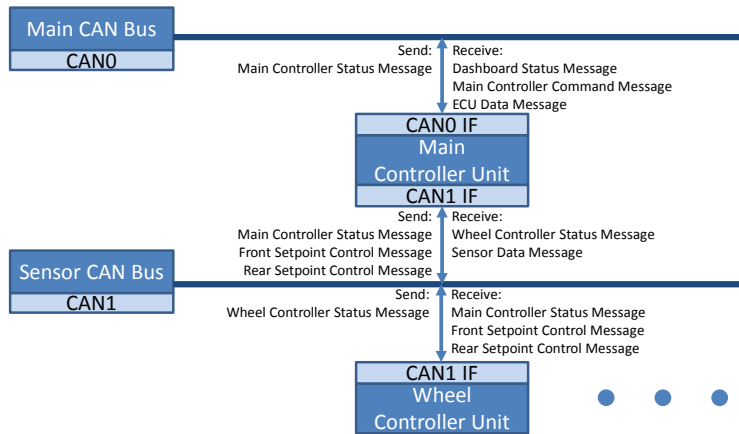 Main CAN Bus
CAN0
Send:
Main Controller Status Message
Receive:
Dashboard Status Message
Main Controller Command Message
ECU Data Message
CAN0 IF
Main
Controller Unit
CAN1 IF
Send:
Main Controller Status Message
Front Setpoint Control Message
Rear Setpoint Control Message
Receive:
Wheel Controller Status Message
Sensor Data Message
Sensor CAN Bus
CAN1
Send:
Wheel Controller Status Message
Receive:
Main Controller Status Message
Front Setpoint Control Message
Rear Setpoint Control Message
CAN1 IF
Wheel
Controller Unit